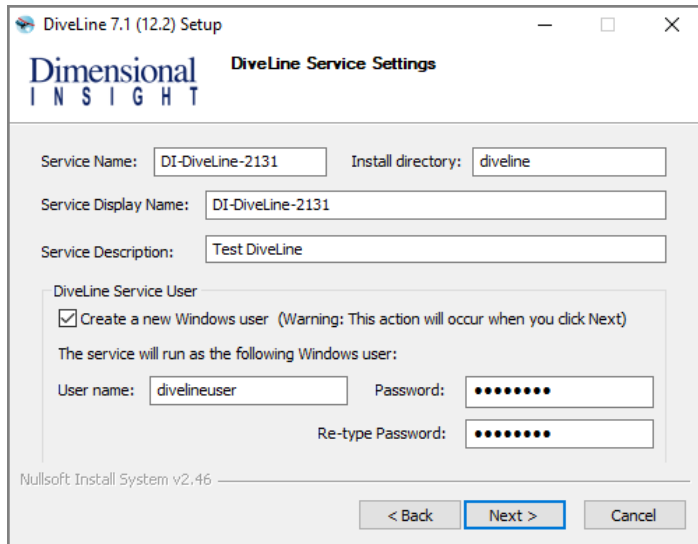 DiveLine 7.1 (12.2) Setup
Dimensional
INSIGHT
DiveLine Service Settings
Service Name: DI-DiveLine-2131 Install directory: diveline
Service Display Name: DI-DiveLine-2131
Service Description: Test DiveLine
DiveLine Service User
Create a new Windows user (Warning: This action will occur when you click Next)
The service will run as the following Windows user:
User name: divelineuser Password: ●●●●●●●●
Re-type Password: ●●●●●●●●
Nullsoft Install System v2.46
< Back Next > Cancel